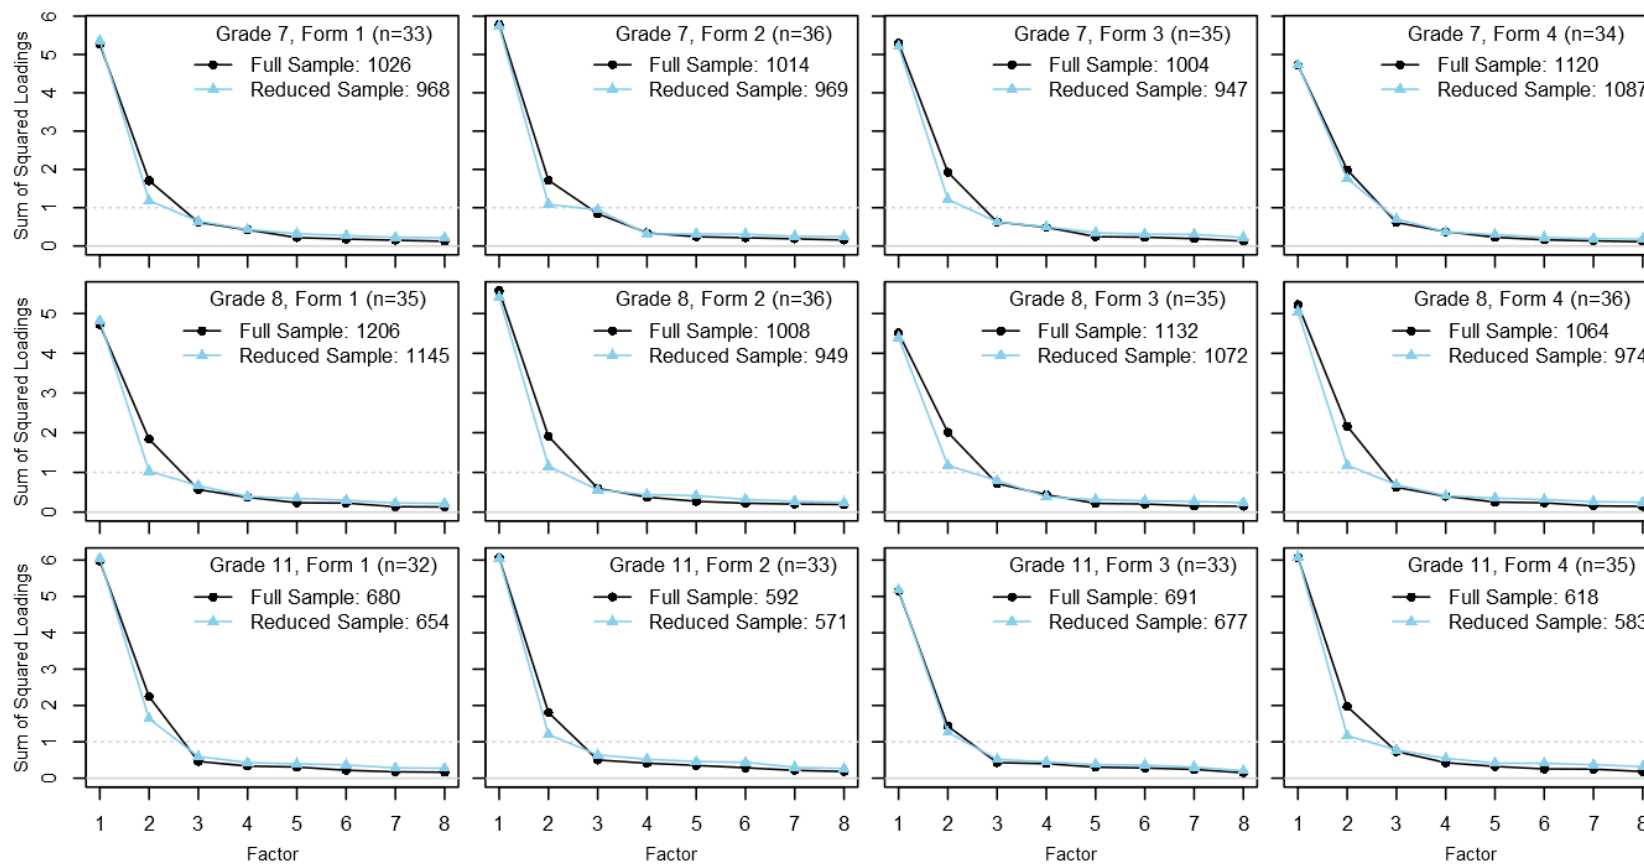 Grade 7, Form 1 (n=33)
Full Sample: 1026
Reduced Sample: 968
Grade 7, Form 2 (n=36)
Full Sample: 1014
Reduced Sample: 969
Grade 7, Form 3 (n=35)
Full Sample: 1004
Reduced Sample: 947
Grade 7, Form 4 (n=34)
Full Sample: 1120
Reduced Sample: 1087
Sum of Squared Loadings
6
5
4
3
2
1
0
Grade 8, Form 1 (n=35)
Full Sample: 1206
Reduced Sample: 1145
Grade 8, Form 2 (n=36)
Full Sample: 1008
Reduced Sample: 949
Grade 8, Form 3 (n=35)
Full Sample: 1132
Reduced Sample: 1072
Grade 8, Form 4 (n=36)
Full Sample: 1064
Reduced Sample: 974
Sum of Squared Loadings
5
4
3
2
1
0
Grade 11, Form 1 (n=32)
Full Sample: 680
Reduced Sample: 654
Grade 11, Form 2 (n=33)
Full Sample: 592
Reduced Sample: 571
Grade 11, Form 3 (n=33)
Full Sample: 691
Reduced Sample: 677
Grade 11, Form 4 (n=35)
Full Sample: 618
Reduced Sample: 583
Sum of Squared Loadings
6
5
4
3
2
1
0
1 2 3 4 5 6 7 8
Factor
1 2 3 4 5 6 7 8
Factor
1 2 3 4 5 6 7 8
Factor
1 2 3 4 5 6 7 8
Factor